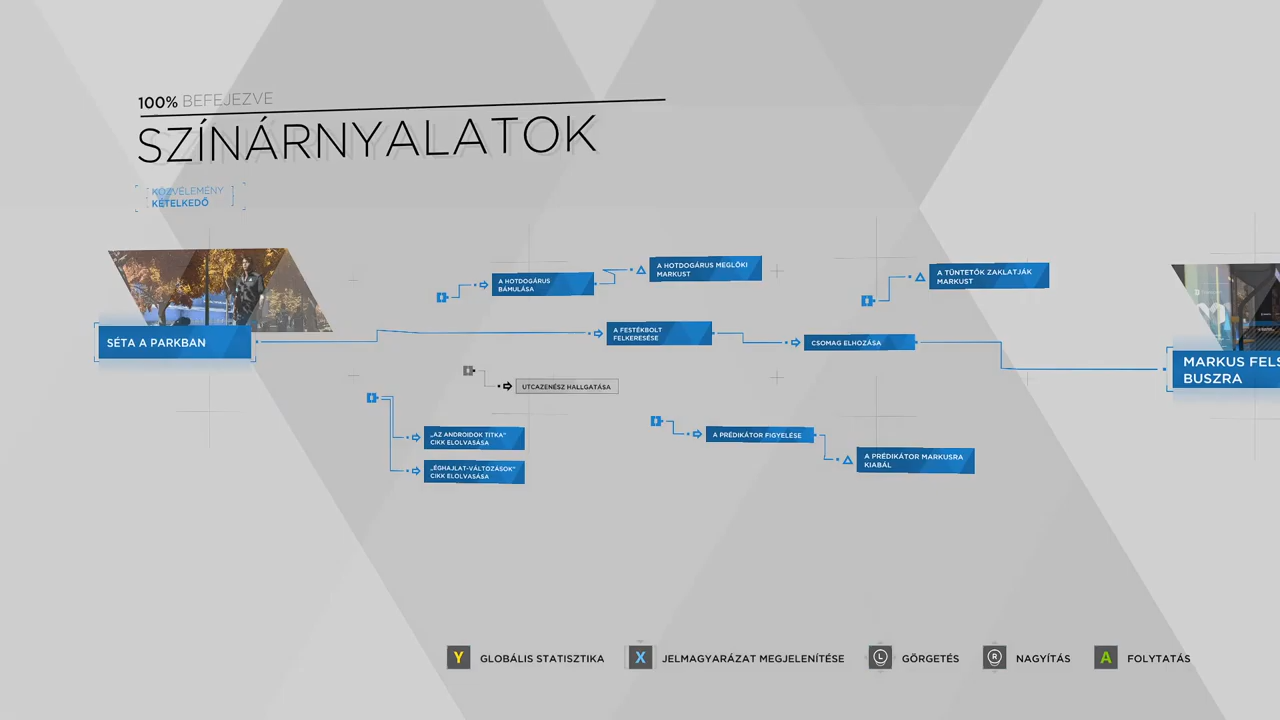 100% BEFEJEZVE
SZÍNÁRNYALATOK
KÖZVÉLEMÉNY
KÉTELKEDŐ
SÉTA A PARKBAN
A HOTDOGÁRUS
BÁMULÁSA
A HOTDOGÁRUS MEGLÖKI
MARKUST
A TÜNTETŐK ZAKLATJÁK
MARKUST
A FESTÉKBOLT
FELKERESÉSE
CSOMAG ELHOZÁSA
MARKUS FELS
BUSZRA
UTCAZENÉSZ HALLGATÁSA
„AZ ANDROIDOK TITKA"
CIKK ELOLVASÁSA
„ÉGHAJLAT-VÁLTOZÁSOK"
CIKK ELOLVASÁSA
A PRÉDIKÁTOR FIGYELÉSE
A PRÉDIKÁTOR MARKUSRA
KIABÁL
Y GLOBÁLIS STATISZTIKA
X JELMAGYARÁZAT MEGJELENÍTÉSE
L GÖRGETÉS
R NAGYÍTÁS
A FOLYTATÁS